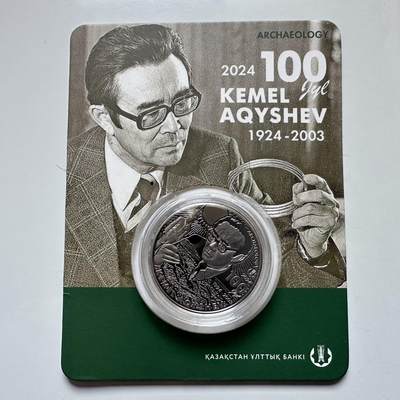 ARCHAEOLOGY
2024 100
jyl
KEMEL
AQYSHEV
1924-2003
ҚАЗАҚСТАН ҰЛТТЫҚ БАНКІ